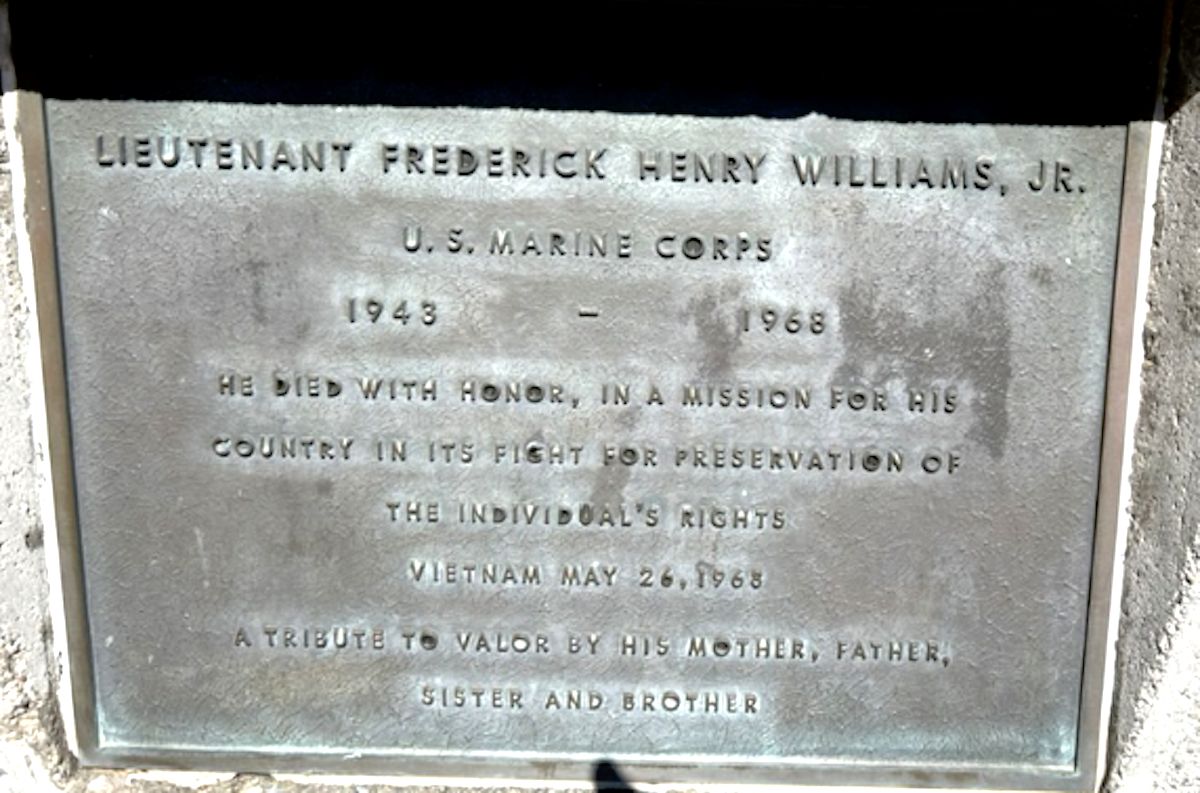 LIEUTENANT FREDERICK HENRY WILLIAMS, JR.
U. S. MARINE CORPS
1943 – 1968
HE DIED WITH HONOR, IN A MISSION FOR HIS
COUNTRY IN ITS FIGHT FOR PRESERVATION OF
THE INDIVIDUAL'S RIGHTS
VIETNAM MAY 26, 1968
A TRIBUTE TO VALOR BY HIS MOTHER, FATHER,
SISTER AND BROTHER